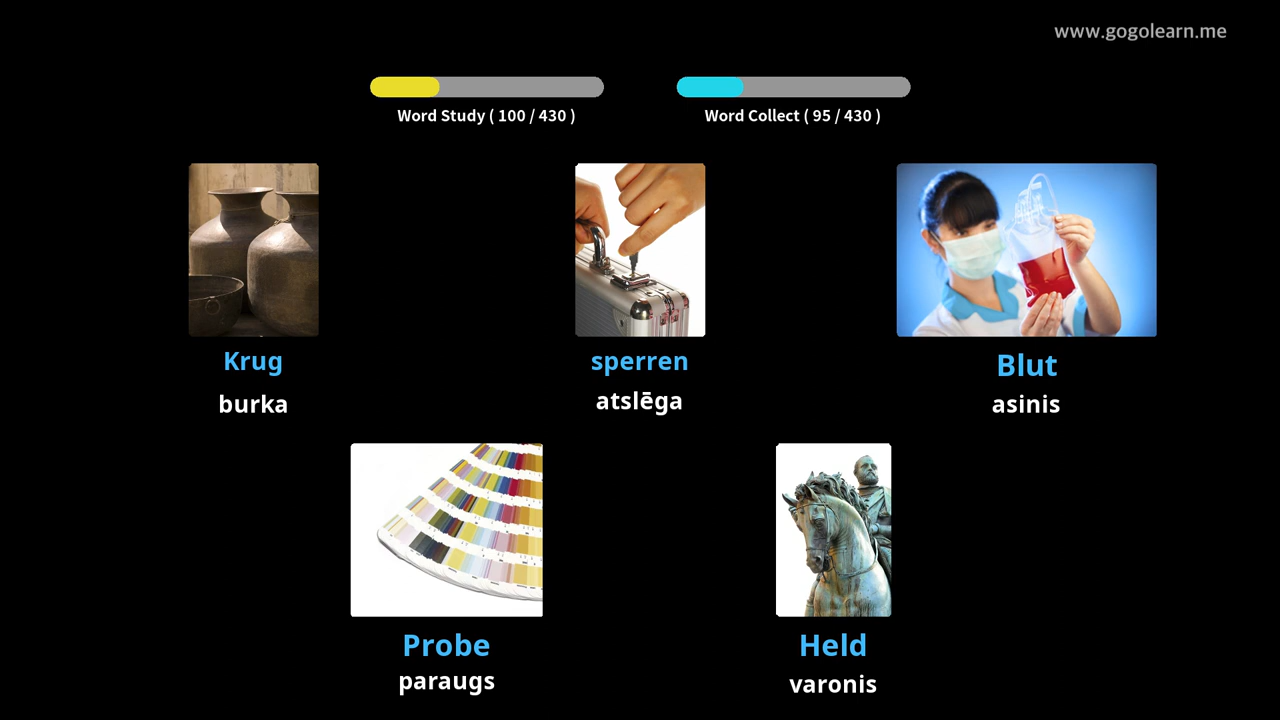 www.gogolearn.me
Word Study ( 100 / 430 )
Word Collect ( 95 / 430 )
Krug
burka
sperren
atslēga
Blut
asinis
Probe
paraugs
Held
varonis